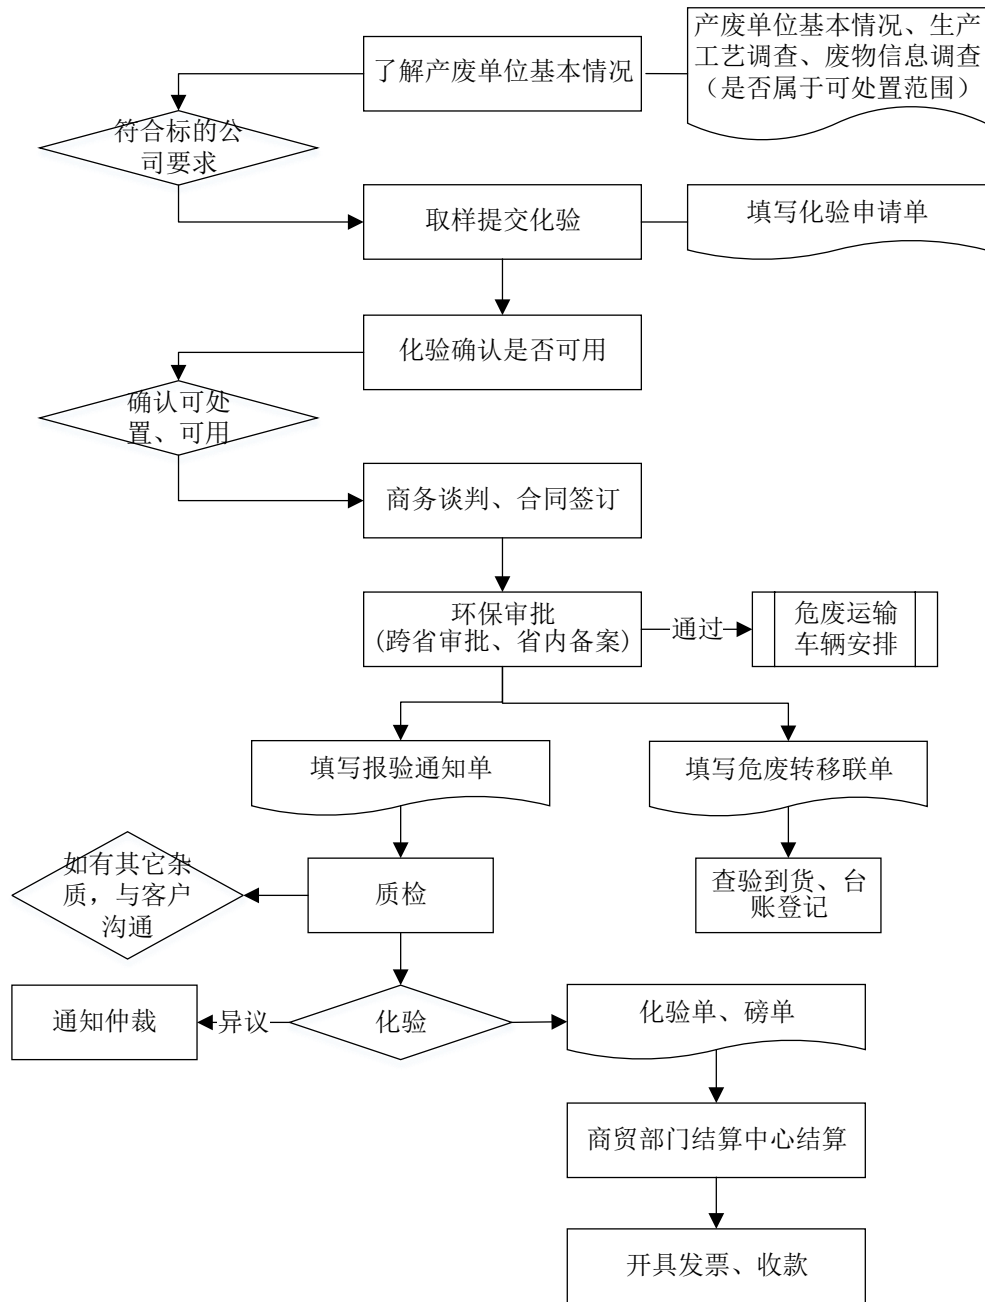 了解产废单位基本情况
产废单位基本情况、生产
工艺调查、废物信息调查
（是否属于可处置范围）
符合标的公
司要求
取样提交化验
填写化验申请单
化验确认是否可用
确认可处
置、可用
商务谈判、合同签订
环保审批
(跨省审批、省内备案)
通过
危废运输
车辆安排
填写报验通知单
填写危废转移联单
如有其它杂
质，与客户
沟通
质检
查验到货、台
账登记
通知仲裁
异议
化验
化验单、磅单
商贸部门结算中心结算
开具发票、收款